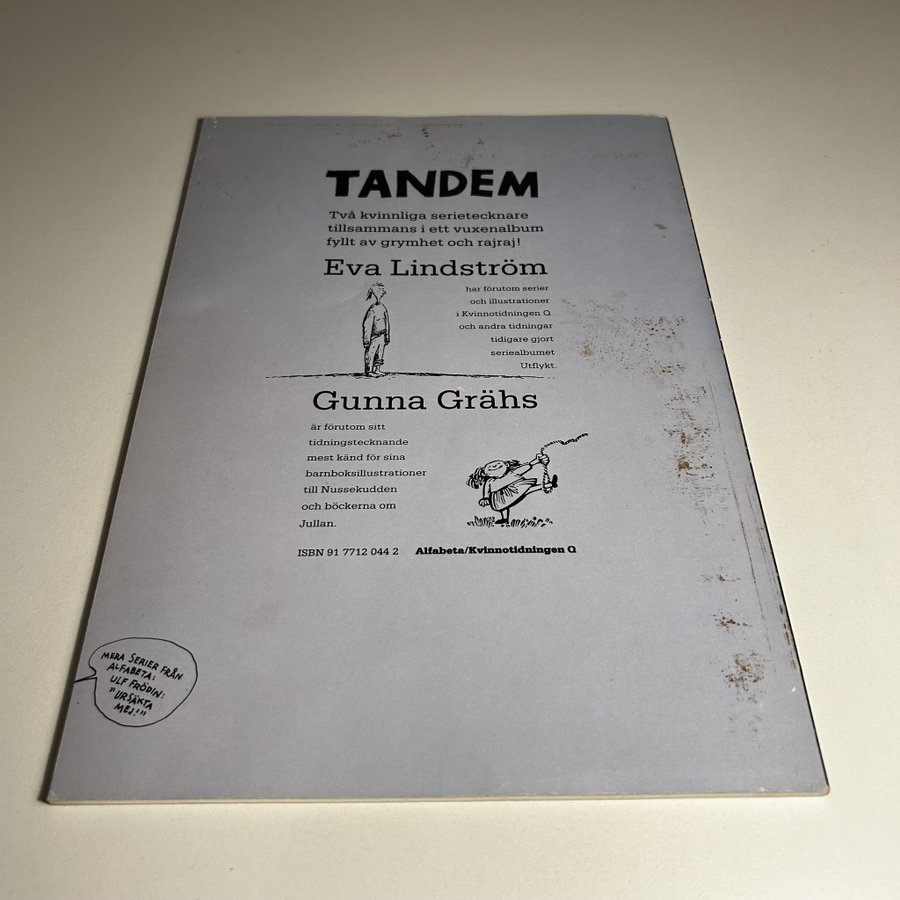 TANDEM
Två kvinnliga serietecknare
tillsammans i ett vuxenalbum
fyllt av grymhet och rajraj!
Eva Lindström
har förutom serier
och illustrationer
i Kvinnotidningen Q
och andra tidningar
tidigare gjort
seriealbumet
Utflykt.
Gunna Grähs
är förutom sitt
tidningstecknande
mest känd för sina
barnboksillustrationer
till Nussekudden
och böckerna om
Jullan.
ISBN 91 7712 044 2 Alfabeta/Kvinnotidningen Q
MERA SERIER FRÅN
ALFABETA:
ULF FRÖDIN:
"URSÄKTA
MEJ!"